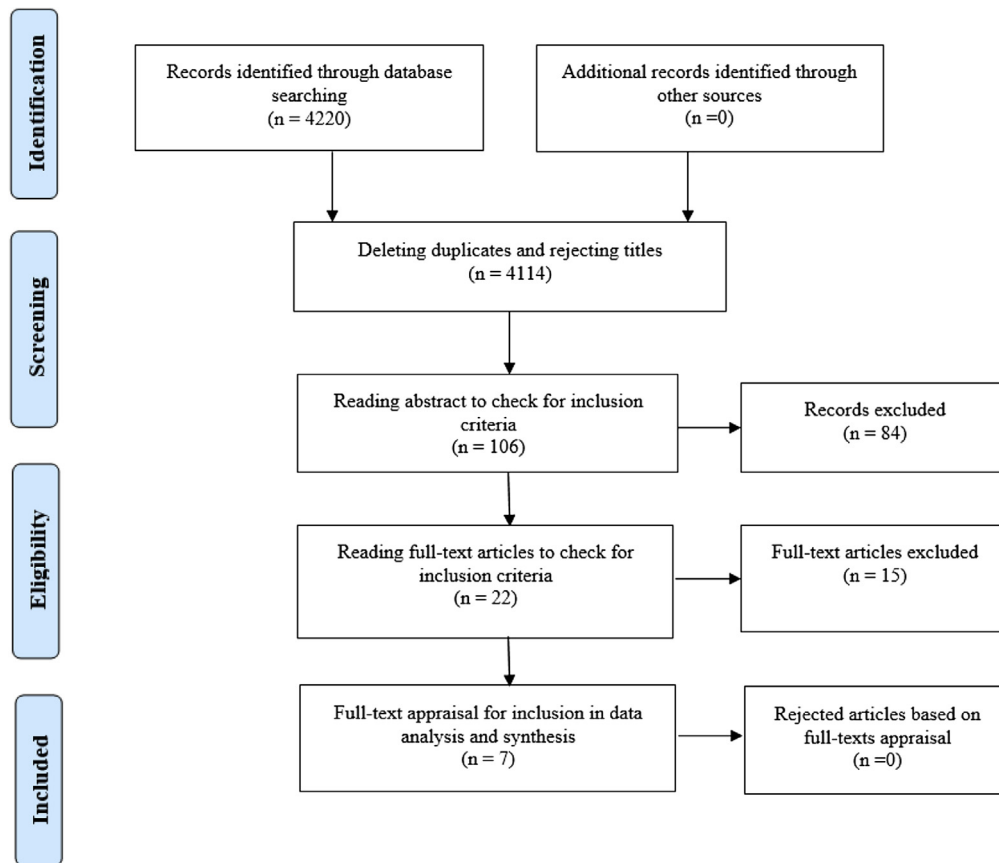 Identification
Records identified through database
searching
(n = 4220)
Additional records identified through
other sources
(n =0)
Screening
Deleting duplicates and rejecting titles
(n = 4114)
Reading abstract to check for inclusion
criteria
(n = 106)
Records excluded
(n = 84)
Eligibility
Reading full-text articles to check for
inclusion criteria
(n = 22)
Full-text articles excluded
(n = 15)
Included
Full-text appraisal for inclusion in data
analysis and synthesis
(n = 7)
Rejected articles based on
full-texts appraisal
(n =0)